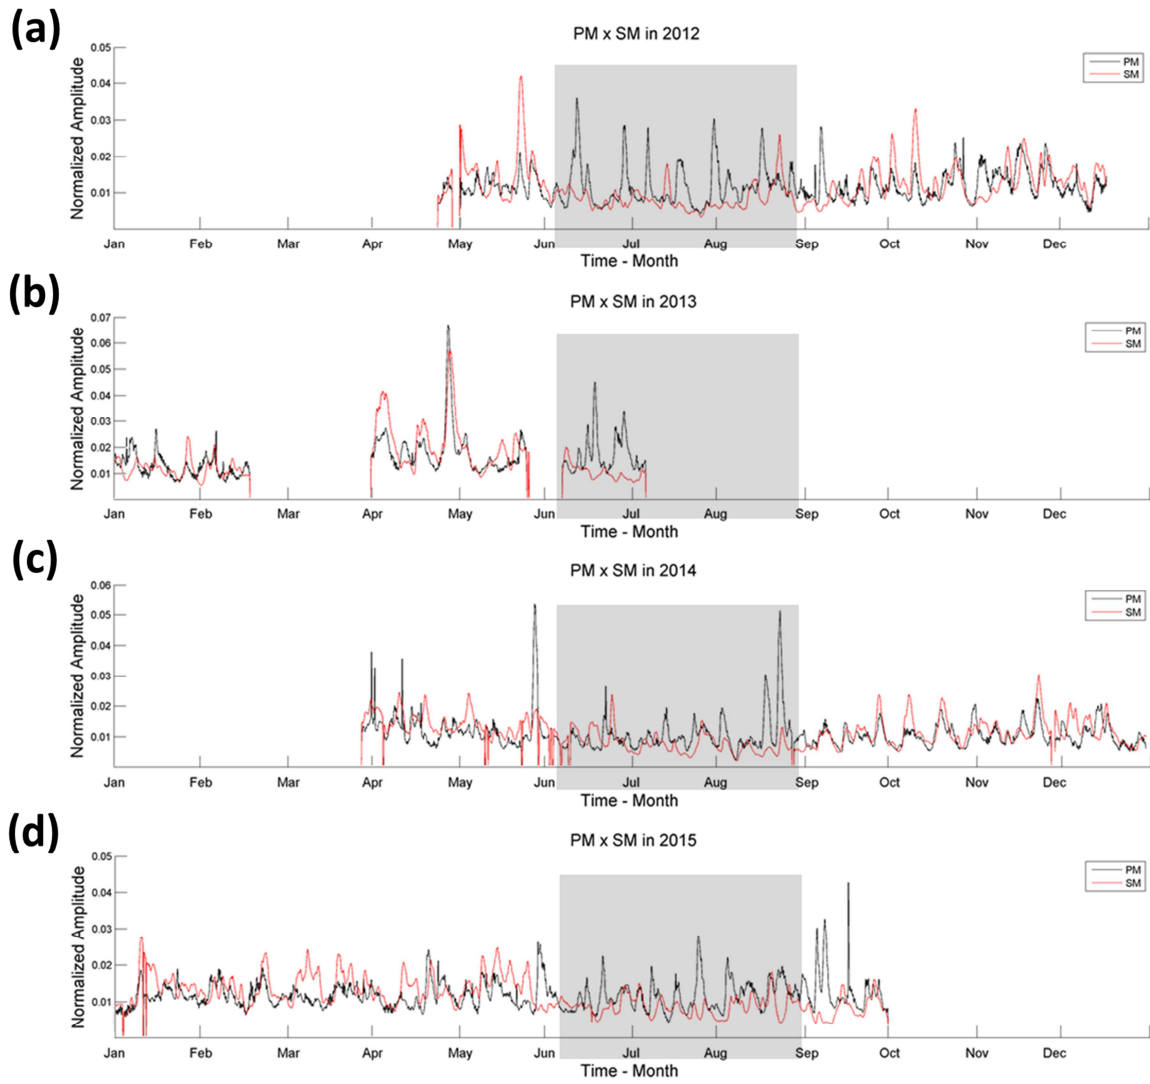 (a)
PM x SM in 2012
Normalized Amplitude
0.05
0.04
0.03
0.02
0.01
PM
SM
Jan Feb Mar Apr May Jun Jul Aug Sep Oct Nov Dec
Time - Month
(b)
PM x SM in 2013
Normalized Amplitude
0.07
0.06
0.05
0.04
0.03
0.02
0.01
PM
SM
Jan Feb Mar Apr May Jun Jul Aug Sep Oct Nov Dec
Time - Month
(c)
PM x SM in 2014
Normalized Amplitude
0.06
0.05
0.04
0.03
0.02
0.01
PM
SM
Jan Feb Mar Apr May Jun Jul Aug Sep Oct Nov Dec
Time - Month
(d)
PM x SM in 2015
Normalized Amplitude
0.05
0.04
0.03
0.02
0.01
PM
SM
Jan Feb Mar Apr May Jun Jul Aug Sep Oct Nov Dec
Time - Month